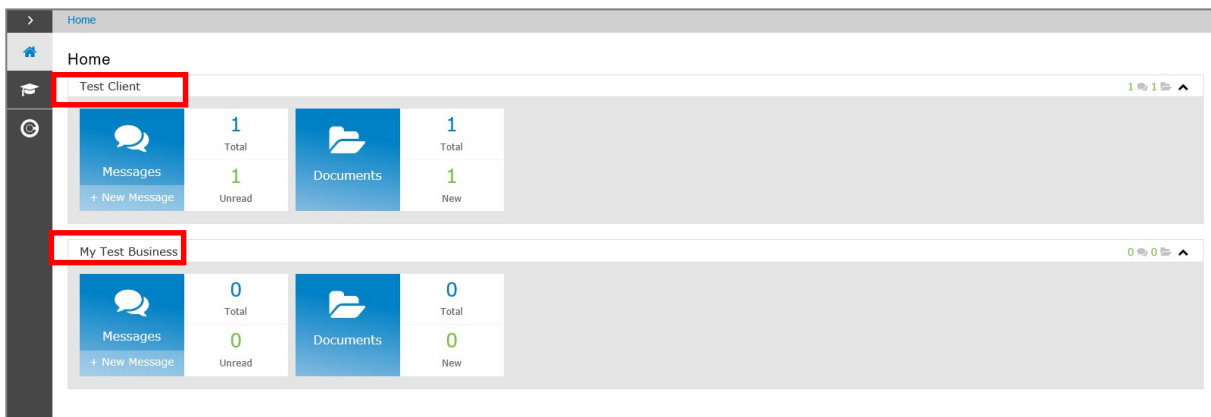 Home
Home
Test Client
1 1
1 1
Total Total
Messages Documents
1 1
+ New Message Unread New
My Test Business
0 0
0 0
Total Total
Messages Documents
0 0
+ New Message Unread New